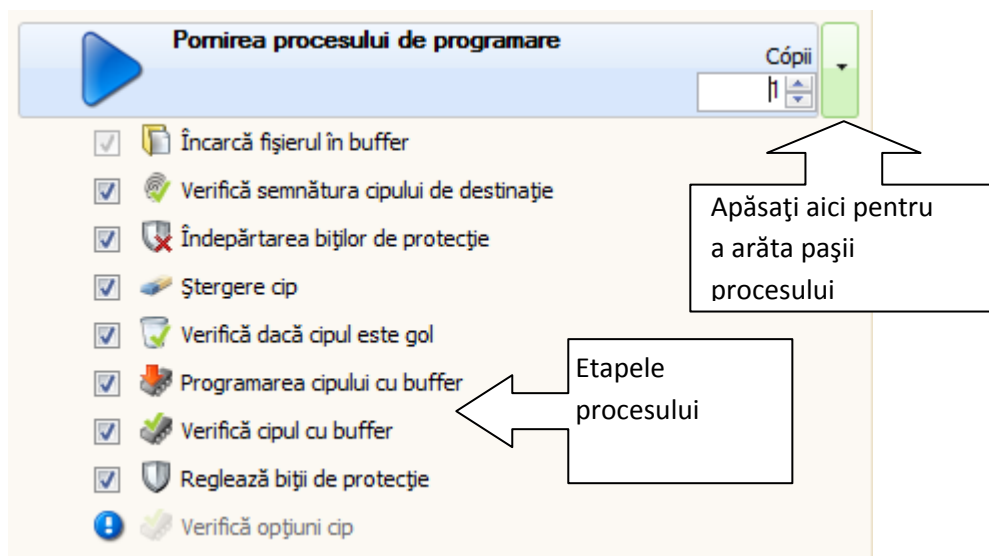 Pornirea procesului de programare
Cópii
1
Încarcă fişierul în buffer
Verifică semnătura cipului de destinaţie
Îndepărtarea biţilor de protecţie
Ştergere cip
Verifică dacă cipul este gol
Programarea cipului cu buffer
Verifică cipul cu buffer
Reglează biţii de protecţie
Verifică opţiuni cip
Apăsaţi aici pentru
a arăta paşii
procesului
Etapele
procesului